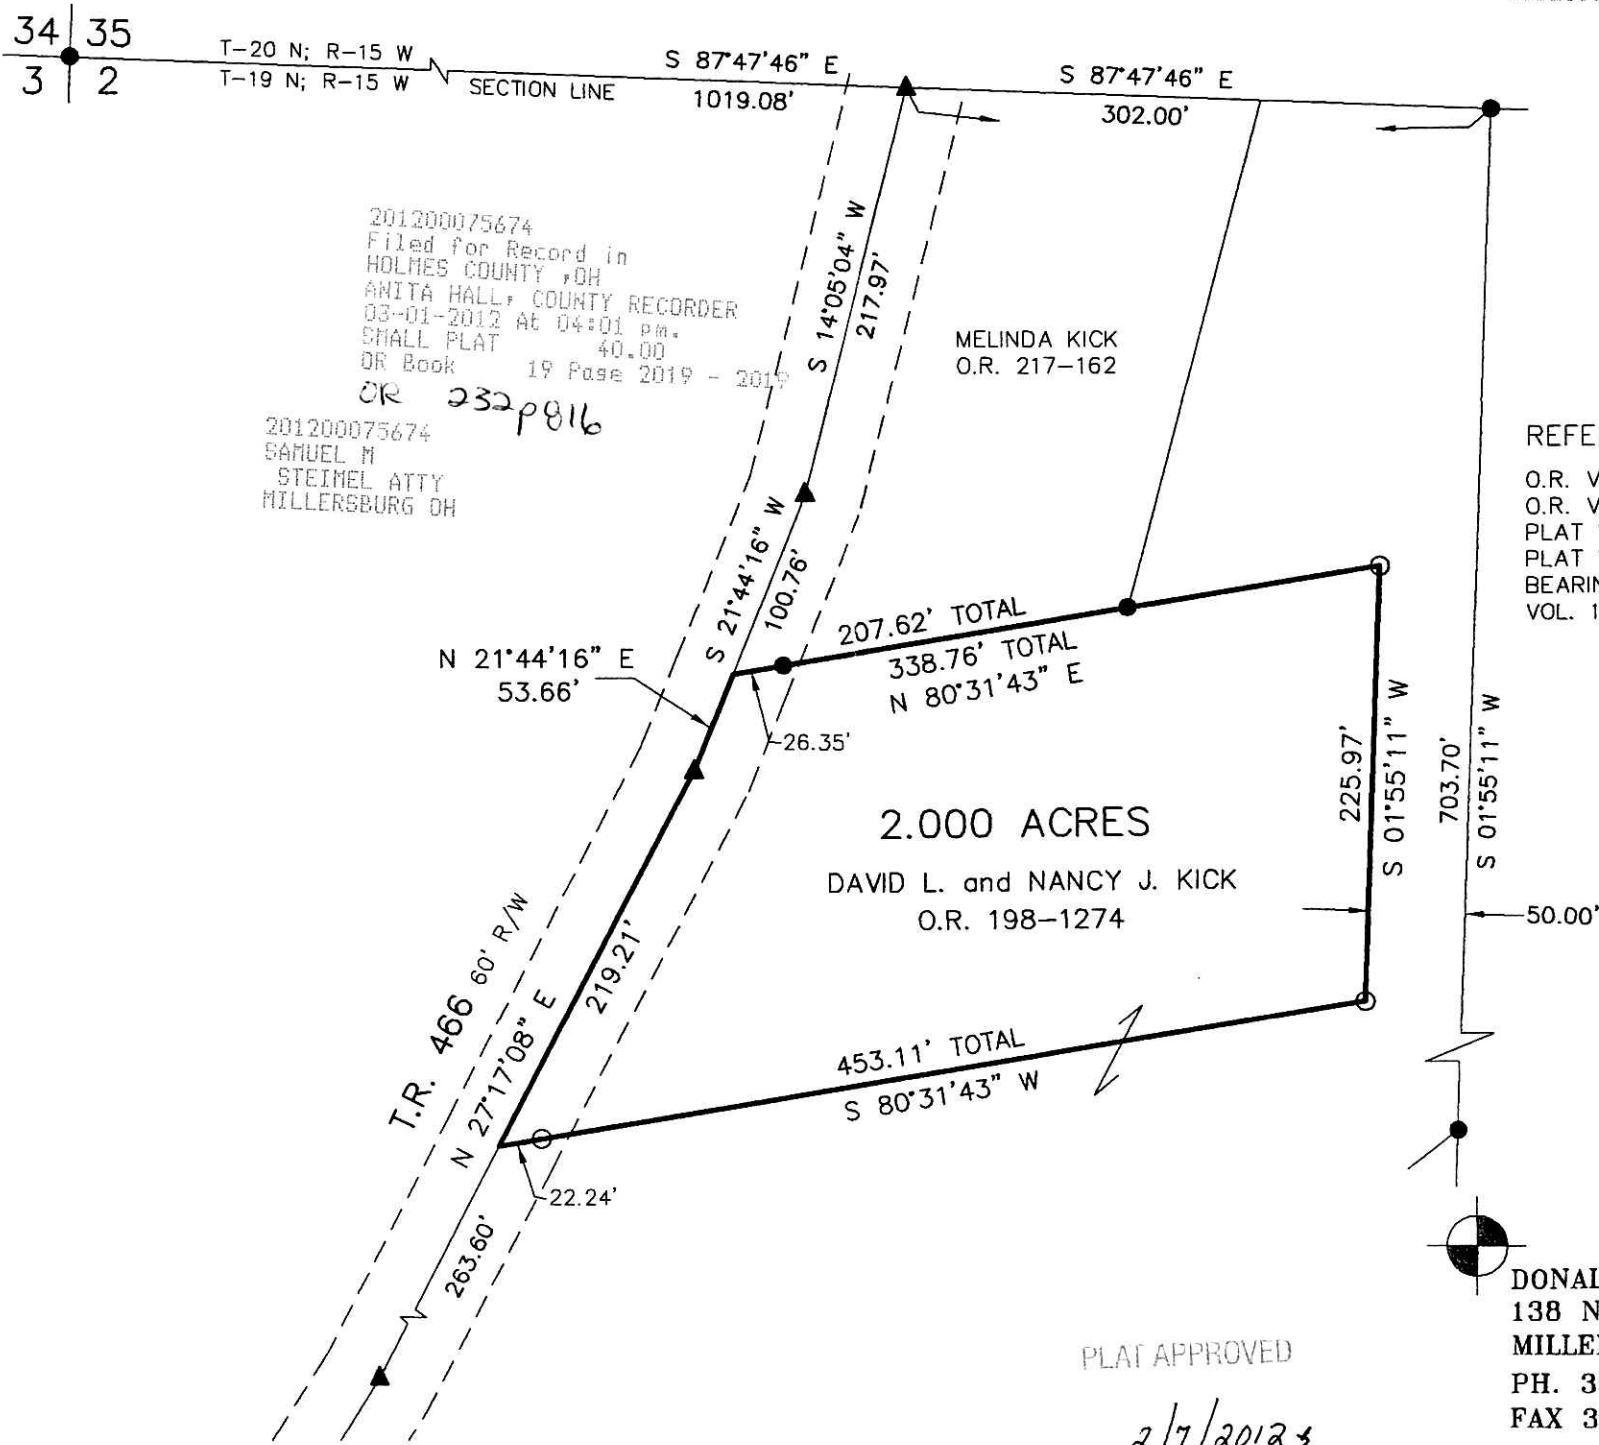 34 35
3 2
T-20 N; R-15 W
T-19 N; R-15 W
SECTION LINE
S 87°47'46" E
1019.08'
S 87°47'46" E
302.00'
201200075674
Filed for Record in
HOLMES COUNTY ,OH
ANITA HALL, COUNTY RECORDER
03-01-2012 At 04:01 pm.
SMALL PLAT 40.00
OR Book 19 Page 2019 - 2019
OR 232p816
201200075674
SAMUEL M
STEIMEL ATTY
MILLERSBURG OH
S 14°05'04" W
217.97'
MELINDA KICK
O.R. 217-162
REFE
O.R. V
O.R. V
PLAT
PLAT
BEARIN
VOL. 1
S 21°44'16" W
100.76'
N 21°44'16" E
53.66'
207.62' TOTAL
338.76' TOTAL
N 80°31'43" E
26.35'
225.97'
S 01°55'11" W
703.70'
S 01°55'11" W
2.000 ACRES
DAVID L. and NANCY J. KICK
O.R. 198-1274
50.00'
T.R. 466 60' R/W
N 27°17'08" E
219.21'
453.11' TOTAL
S 80°31'43" W
22.24'
263.60'
DONAL
138 N
MILLE
PH. 3
FAX 3
PLAT APPROVED
2/7/2012